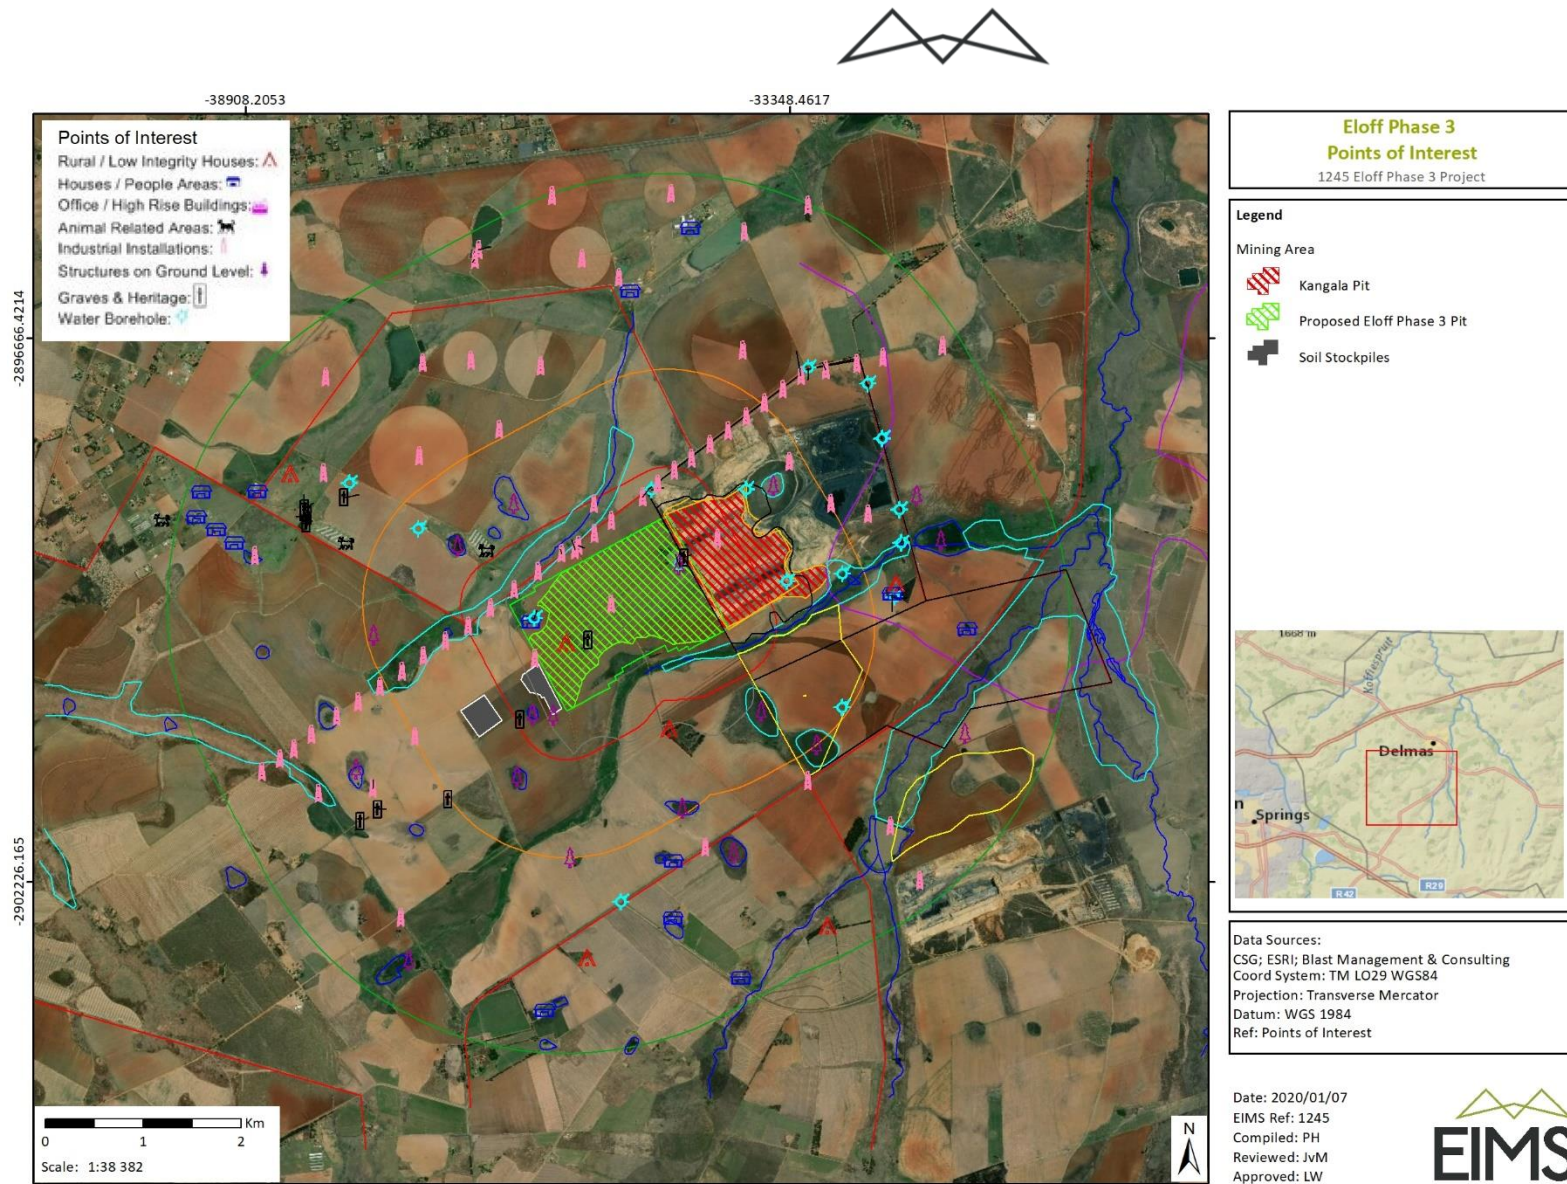 -38908.2053
-33348.4617
-2896666.4214
-2902226.165
Points of Interest
Rural / Low Integrity Houses:
Houses / People Areas:
Office / High Rise Buildings:
Animal Related Areas:
Industrial Installations:
Structures on Ground Level:
Graves & Heritage:
Water Borehole:
0 1 2 Km
Scale: 1:38 382
N
Eloff Phase 3
Points of Interest
1245 Eloff Phase 3 Project
Legend
Mining Area
Kangala Pit
Proposed Eloff Phase 3 Pit
Soil Stockpiles
1668 m
Koffiespruit
Delmas
n
Springs
R42
R29
Data Sources:
CSG; ESRI; Blast Management & Consulting
Coord System: TM LO29 WGS84
Projection: Transverse Mercator
Datum: WGS 1984
Ref: Points of Interest
Date: 2020/01/07
EIMS Ref: 1245
Compiled: PH
Reviewed: JvM
Approved: LW
EIMS